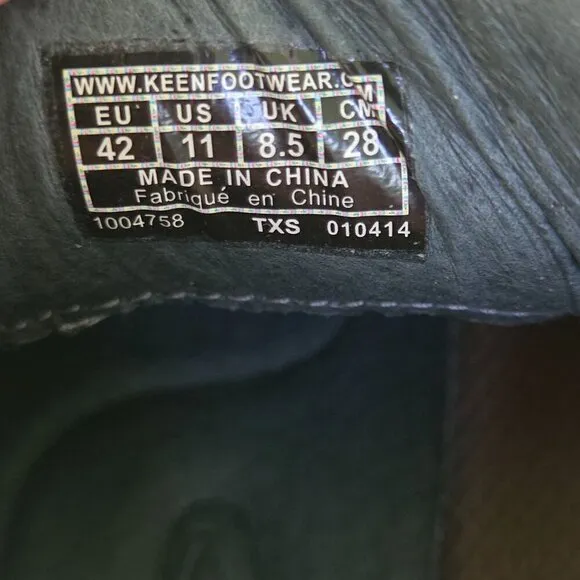 WWW.KEENFOOTWEAR.COM
EU US UK CM
42 11 8.5 28
MADE IN CHINA
Fabriqué en Chine
1004758 TXS 010414